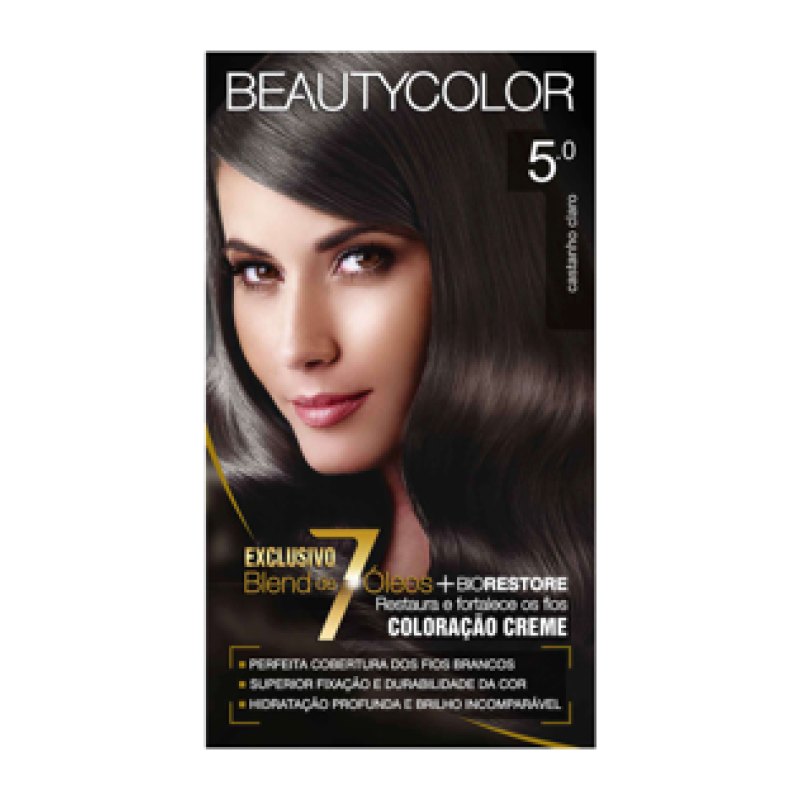 BEAUTYCOLOR
5.0
castanho claro
EXCLUSIVO
Blend de 7 Óleos + BIORESTORE
Restaura e fortalece os fios
COLORAÇÃO CREME
PERFEITA COBERTURA DOS FIOS BRANCOS
SUPERIOR FIXAÇÃO E DURABILIDADE DA COR
HIDRATAÇÃO PROFUNDA E BRILHO INCOMPARÁVEL